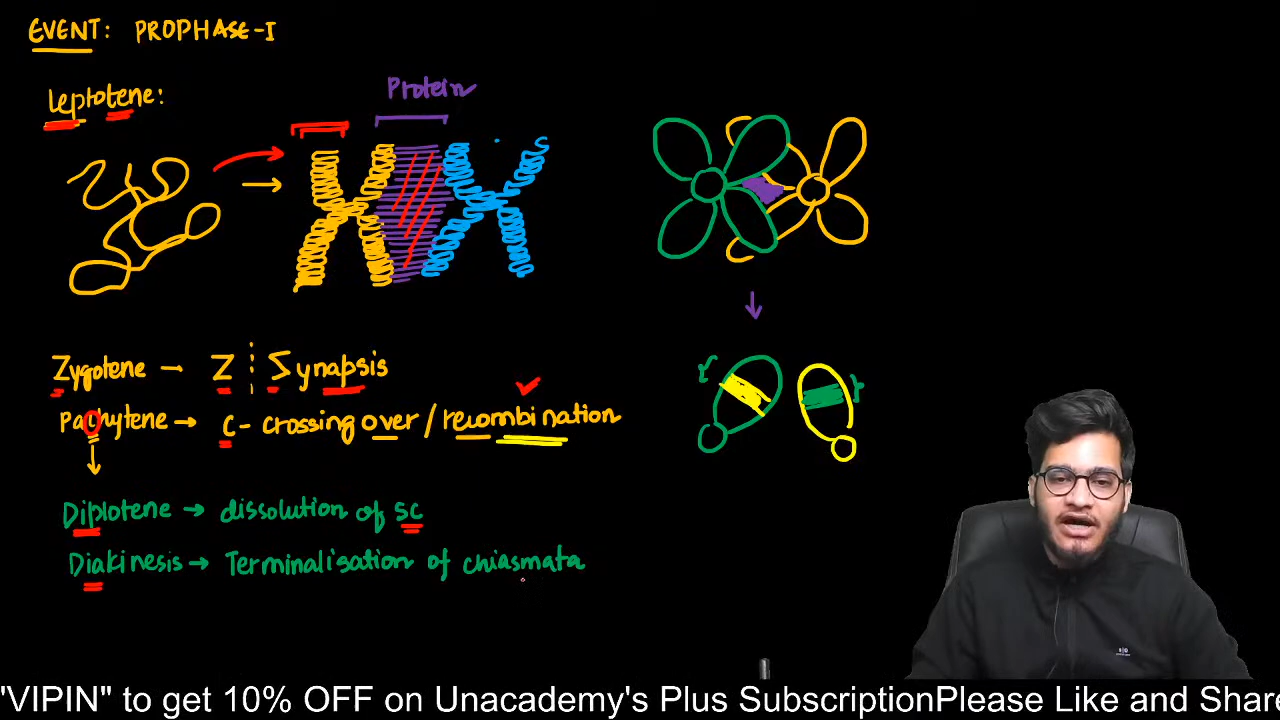 EVENT: PROPHASE-I
Leptotene:
Protein
Zygotene – Z Synapsis
Pachytene → C- crossing over / recombination
Diplotene → dissolution of SC
Diakinesis → Terminalisation of chiasmata
"VIPIN" to get 10% OFF on Unacademy's Plus SubscriptionPlease Like and Share